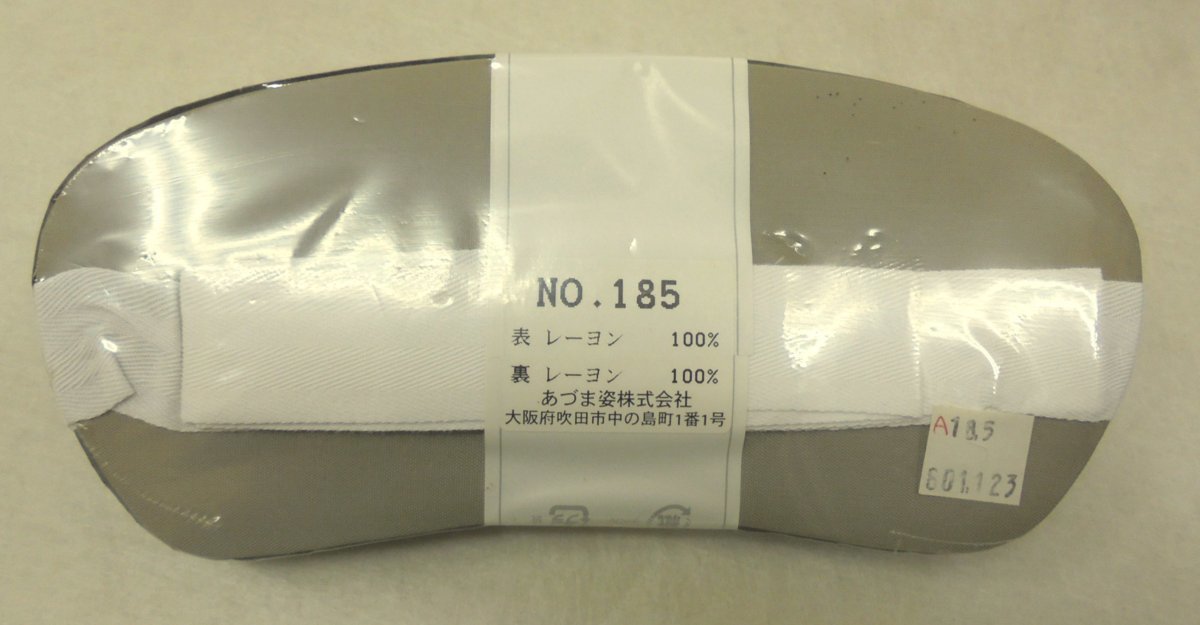 NO.185
表 レーヨン 100%
裏 レーヨン 100%
あづま姿株式会社
大阪府吹田市中の島町1番1号
A185
601,123